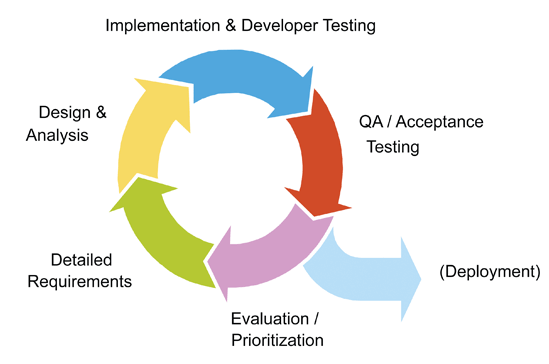 Implementation & Developer Testing
Design &
Analysis
QA / Acceptance
Testing
Detailed
Requirements
(Deployment)
Evaluation /
Prioritization